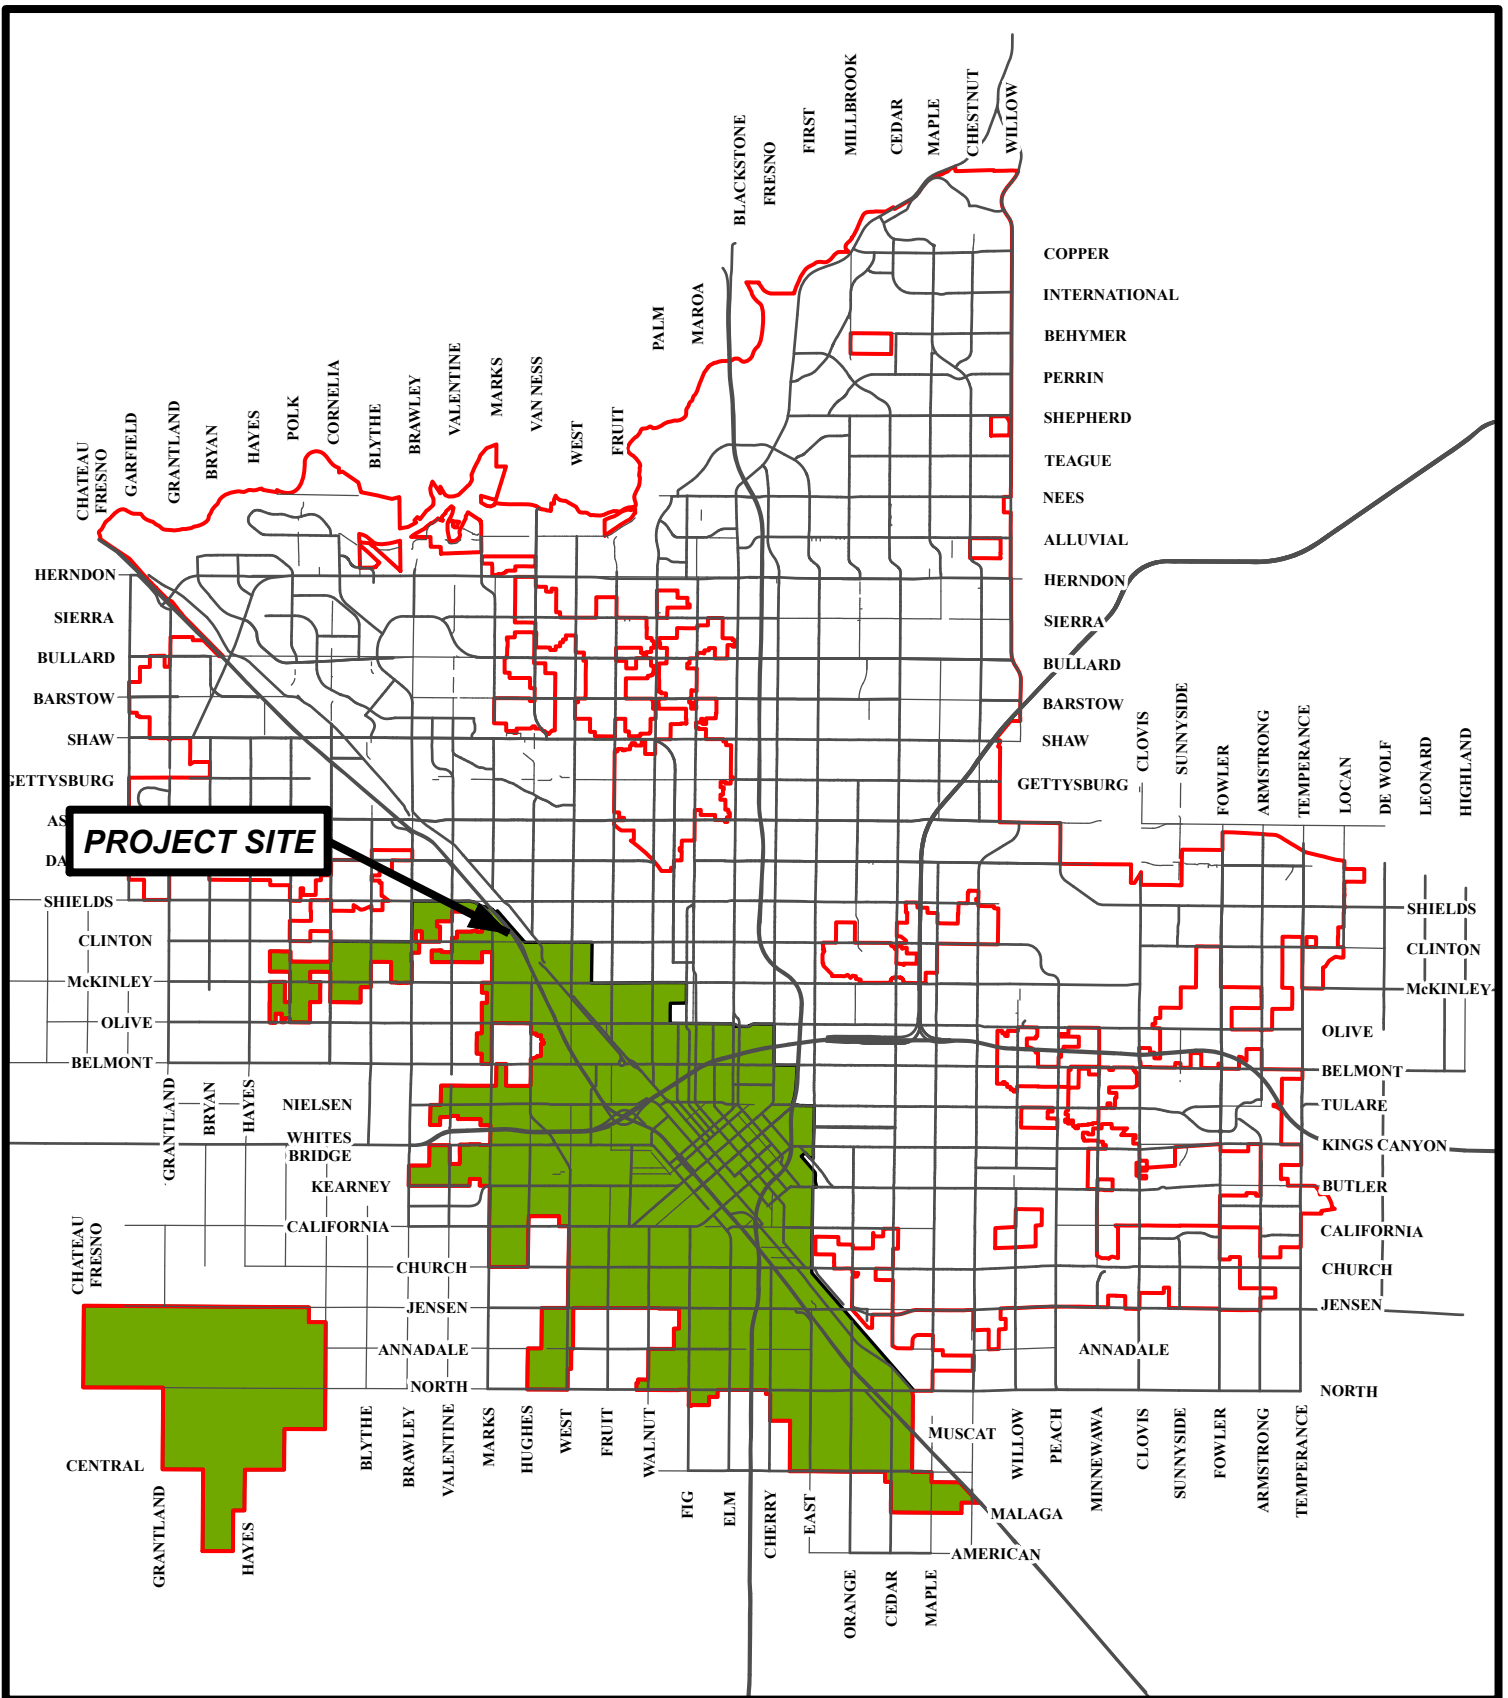 WILLOW
CHESTNUT
MAPLE
CEDAR
MILLBROOK
FIRST
FRESNO
BLACKSTONE
MAROA
PALM
FRUIT
WEST
VAN NESS
MARKS
VALENTINE
BRAWLEY
BLYTHE
CORNELIA
POLK
HAYES
BRYAN
GRANTLAND
GARFIELD
CHATEAU
FRESNO
COPPER
INTERNATIONAL
BEHYMER
PERRIN
SHEPHERD
TEAGUE
NEES
ALLUVIAL
HERNDON
SIERRA
BULLARD
BARSTOW
SHAW
GETTYSBURG
HERNDON
SIERRA
BULLARD
BARSTOW
SHAW
GETTYSBURG
AS
DA
PROJECT SITE
SHIELDS
CLINTON
McKINLEY
OLIVE
BELMONT
NIELSEN
WHITES
BRIDGE
KEARNEY
CALIFORNIA
CHURCH
JENSEN
ANNADALE
NORTH
CENTRAL
GRANTLAND
BRYAN
HAYES
CHATEAU
FRESNO
GRANTLAND
HAYES
BLYTHE
BRAWLEY
VALENTINE
MARKS
HUGHES
WEST
FRUIT
WALNUT
FIG
ELM
CHERRY
EAST
ORANGE
CEDAR
MAPLE
MUSCAT
MALAGA
AMERICAN
WILLOW
PEACH
MINNEWAWA
CLOVIS
SUNNYSIDE
FOWLER
ARMSTRONG
TEMPERANCE
CLOVIS
SUNNYSIDE
FOWLER
ARMSTRONG
TEMPERANCE
LOCAN
DE WOLF
LEONARD
HIGHLAND
SHIELDS
CLINTON
McKINLEY
OLIVE
BELMONT
TULARE
KINGS CANYON
BUTLER
CALIFORNIA
CHURCH
JENSEN
ANNADALE
NORTH